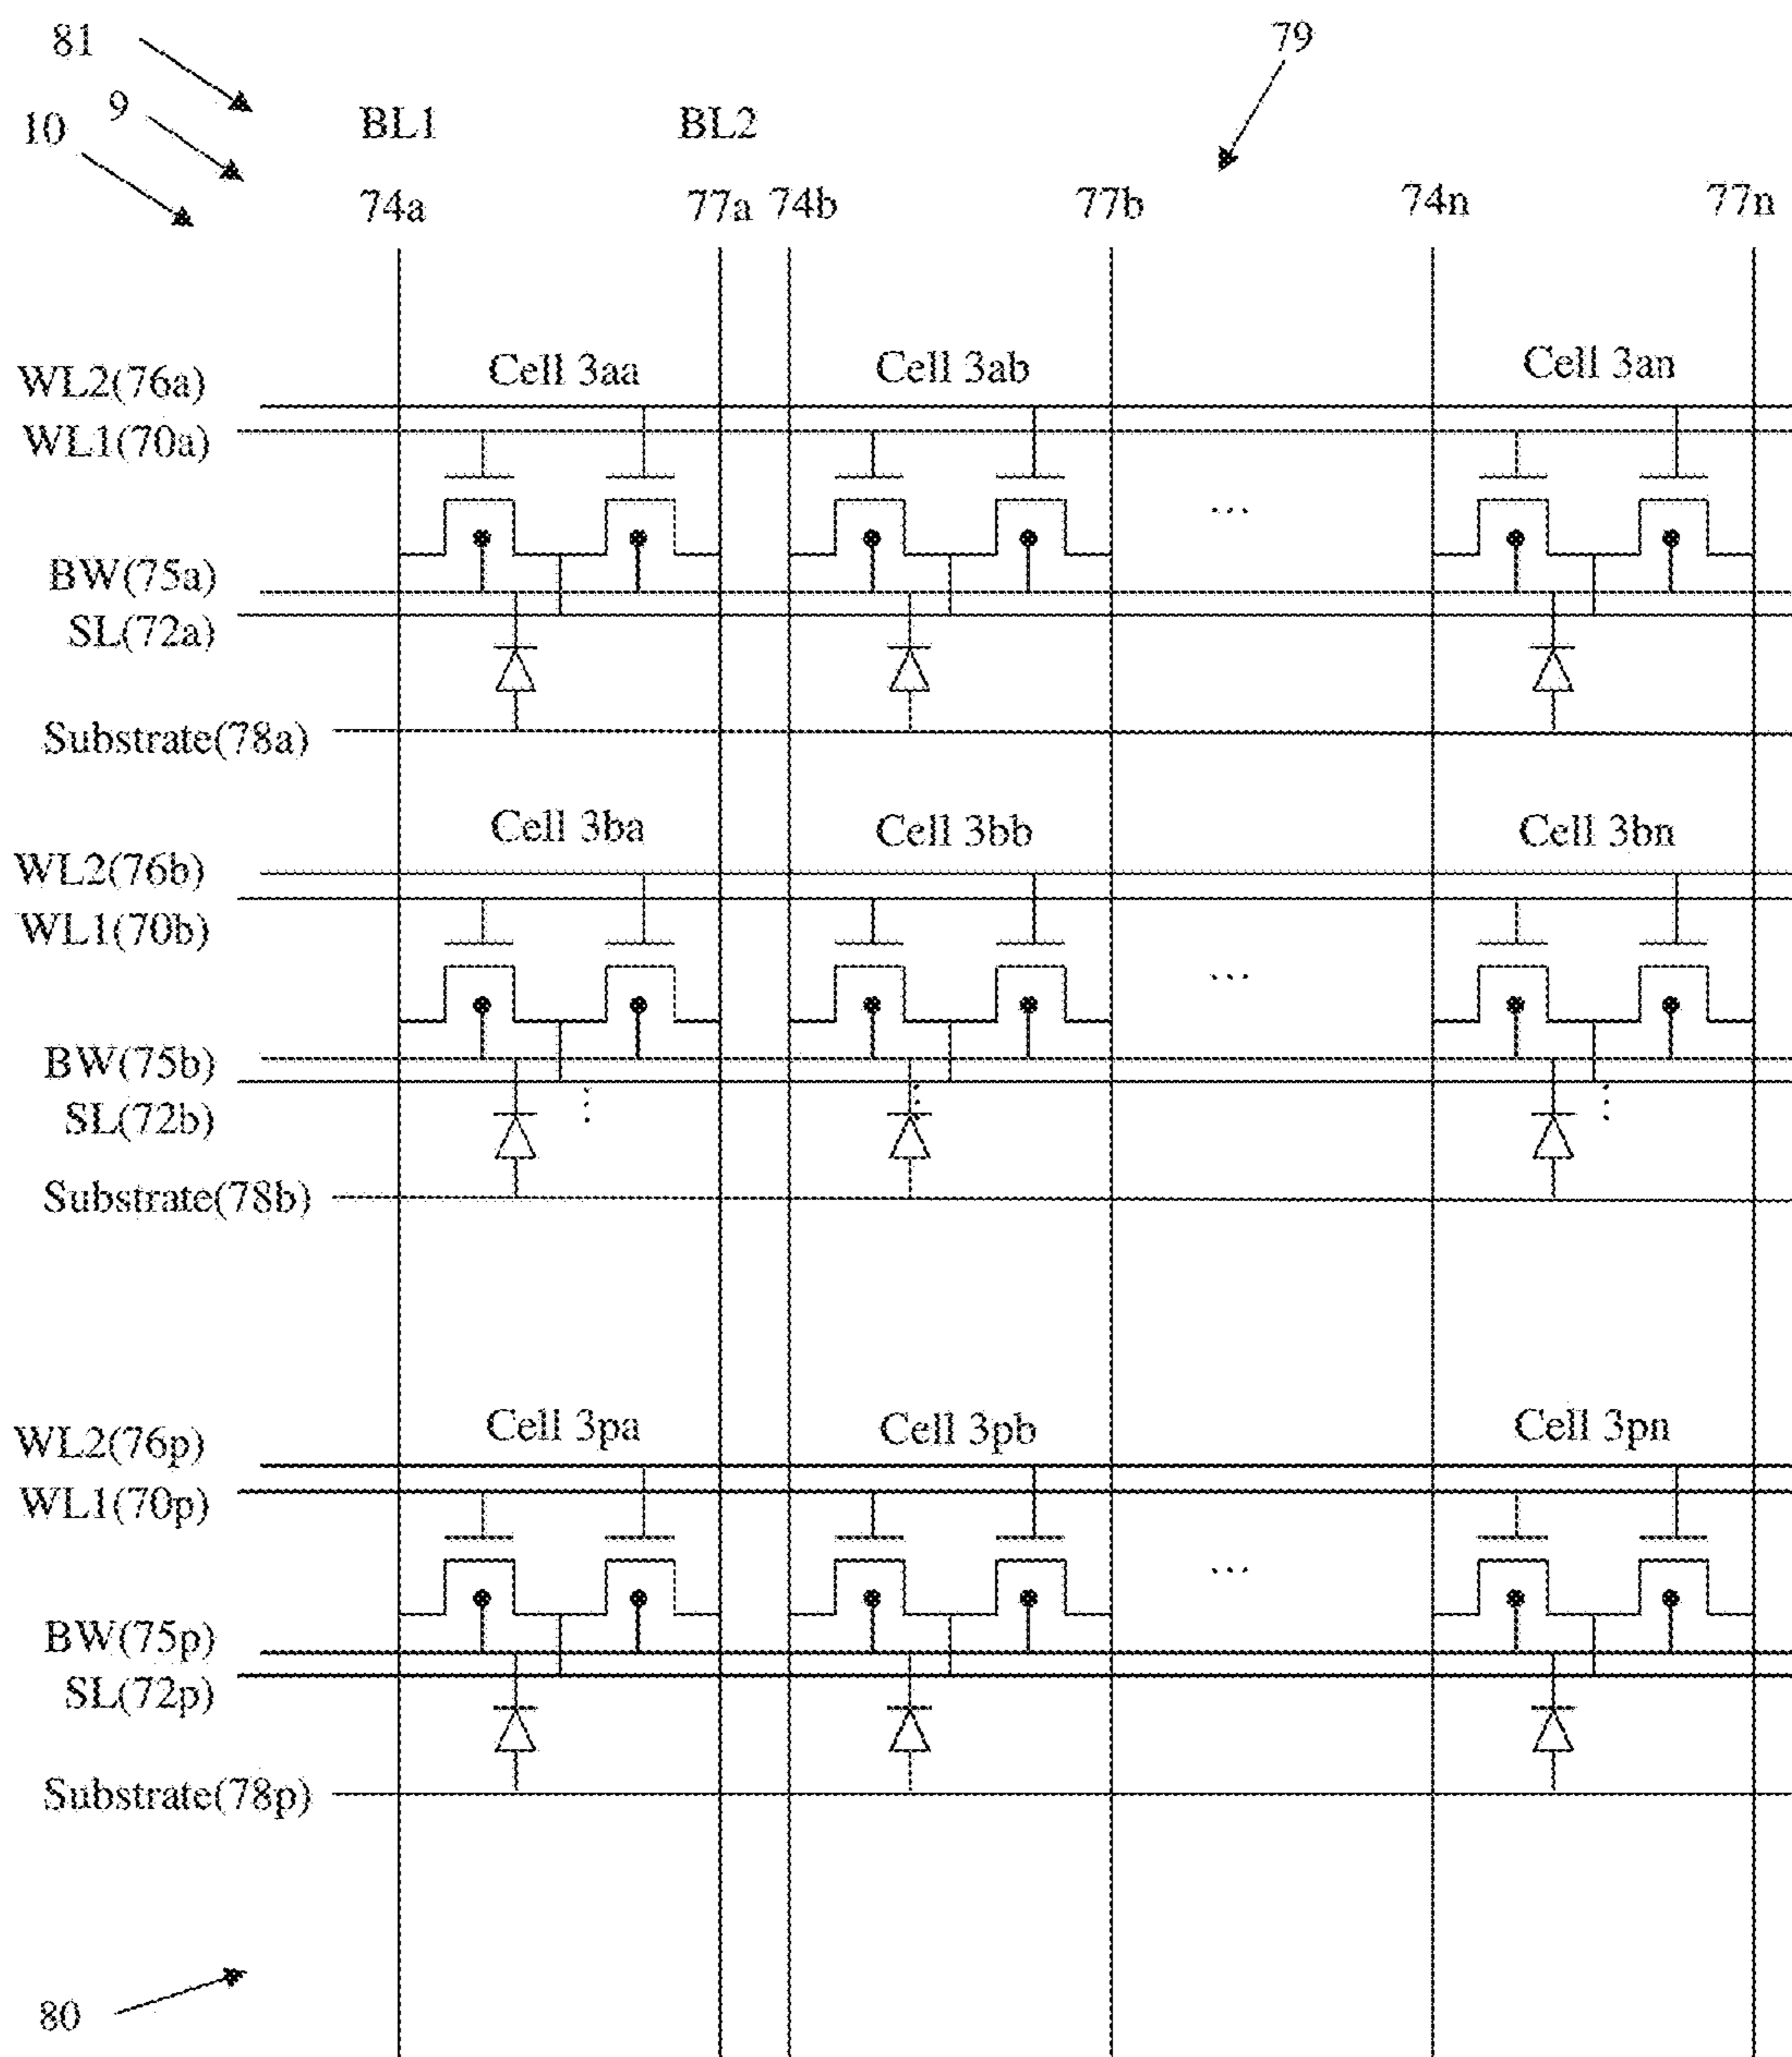 81
79
9
10
BL1
BL2
74a
77a
74b
77b
74n
77n
WL2(76a)
Cell 3aa
Cell 3ab
Cell 3an
WL1(70a)
...
BW(75a)
SL(72a)
Substrate(78a)
Cell 3ba
Cell 3bb
Cell 3bn
WL2(76b)
WL1(70b)
...
BW(75b)
SL(72b)
Substrate(78b)
WL2(76p)
Cell 3pa
Cell 3pb
Cell 3pn
WL1(70p)
...
BW(75p)
SL(72p)
Substrate(78p)
80